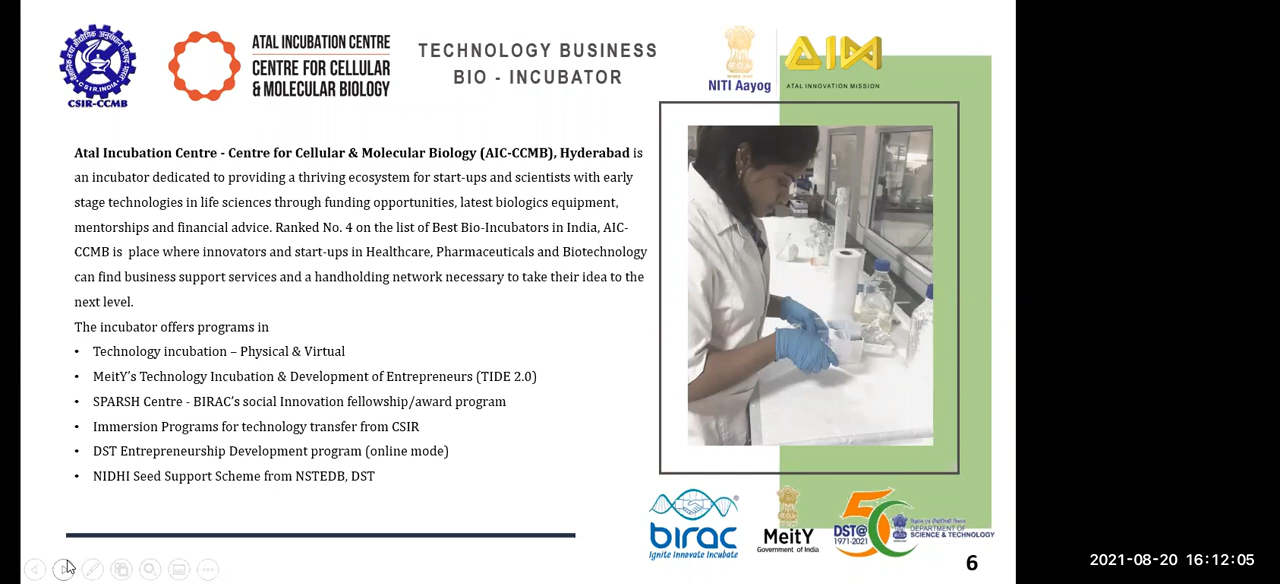 CSIR-CCMB
ATAL INCUBATION CENTRE
CENTRE FOR CELLULAR
& MOLECULAR BIOLOGY
TECHNOLOGY BUSINESS
BIO - INCUBATOR
NITI Aayog
AIM
ATAL INNOVATION MISSION
Atal Incubation Centre - Centre for Cellular & Molecular Biology (AIC-CCMB), Hyderabad is
an incubator dedicated to providing a thriving ecosystem for start-ups and scientists with early
stage technologies in life sciences through funding opportunities, latest biologics equipment,
mentorships and financial advice. Ranked No. 4 on the list of Best Bio-Incubators in India, AIC-
CCMB is place where innovators and start-ups in Healthcare, Pharmaceuticals and Biotechnology
can find business support services and a handholding network necessary to take their idea to the
next level.
The incubator offers programs in
• Technology incubation – Physical & Virtual
• MeitY's Technology Incubation & Development of Entrepreneurs (TIDE 2.0)
• SPARSH Centre - BIRAC's social Innovation fellowship/award program
• Immersion Programs for technology transfer from CSIR
• DST Entrepreneurship Development program (online mode)
• NIDHI Seed Support Scheme from NSTEDB, DST
birac
Ignite Innovate Incubate
MeitY
Government of India
50
DST@
1971-2021
DEPARTMENT OF
SCIENCE & TECHNOLOGY
6
2021-08-20 16:12:05